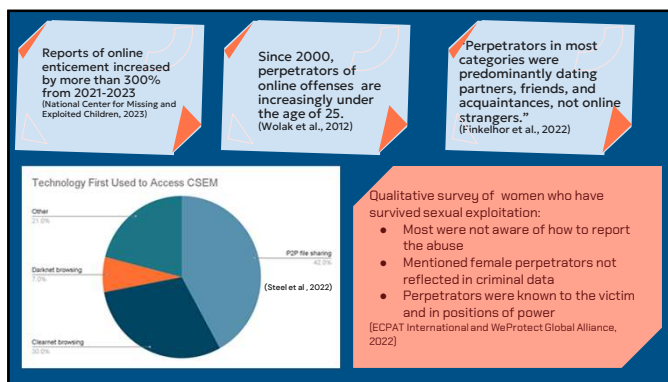 Reports of online
enticement increased
by more than 300%
from 2021-2023
(National Center for Missing and
Exploited Children, 2023)
Since 2000,
perpetrators of
online offenses are
increasingly under
the age of 25.
(Wolak et al., 2012)
"Perpetrators in most
categories were
predominantly dating
partners, friends, and
acquaintances, not online
strangers."
(Finkelhor et al., 2022)
Technology First Used to Access CSEM
Other
21.0%
Darknet browsing
7.0%
Clearnet browsing
30.0%
P2P file sharing
42.0%
(Steel et al, 2022)
Qualitative survey of women who have
survived sexual exploitation:
● Most were not aware of how to report
the abuse
● Mentioned female perpetrators not
reflected in criminal data
● Perpetrators were known to the victim
and in positions of power
(ECPAT International and WeProtect Global Alliance,
2022)